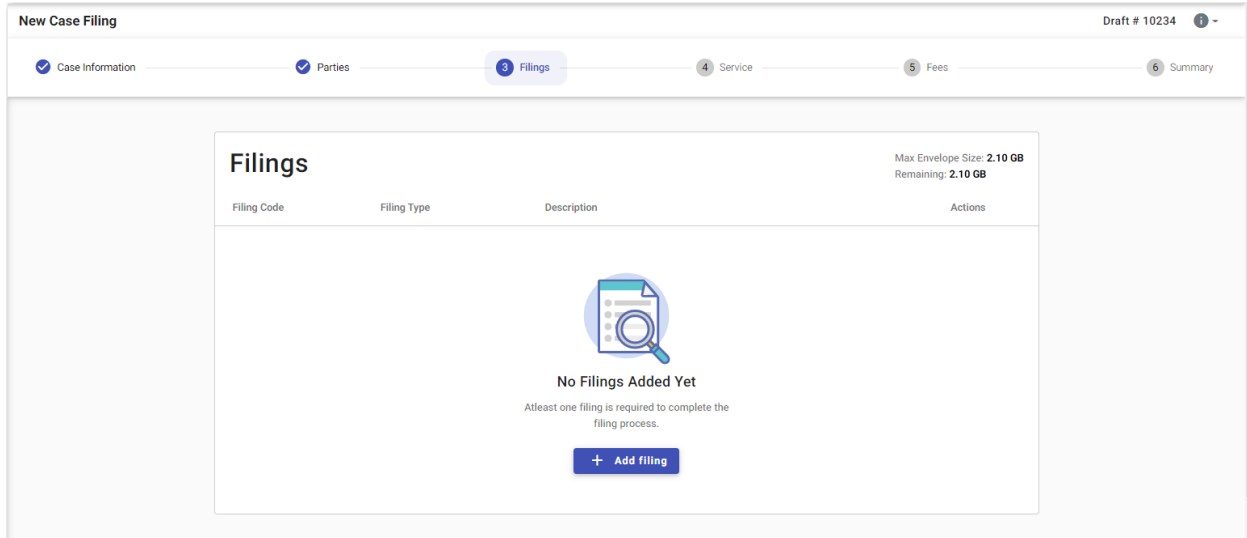 New Case Filing
Draft # 10234
Case Information
Parties
3 Filings
4 Service
5 Fees
6 Summary
Filings
Max Envelope Size: 2.10 GB
Remaining: 2.10 GB
Filing Code Filing Type Description Actions
No Filings Added Yet
Atleast one filing is required to complete the
filing process.
+ Add filing